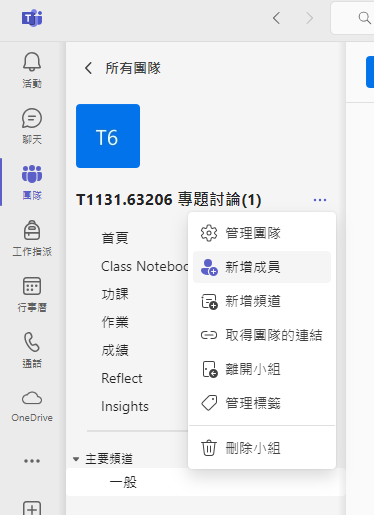 所有團隊
活動
T6
聊天
團隊
T1131.63206 專題討論(1)
首頁
管理團隊
工作指派
Class Notebook
新增成員
功課
新增頻道
行事曆
作業
取得團隊的連結
成績
通話
離開小組
Reflect
管理標籤
Insights
OneDrive
刪除小組
主要頻道
一般